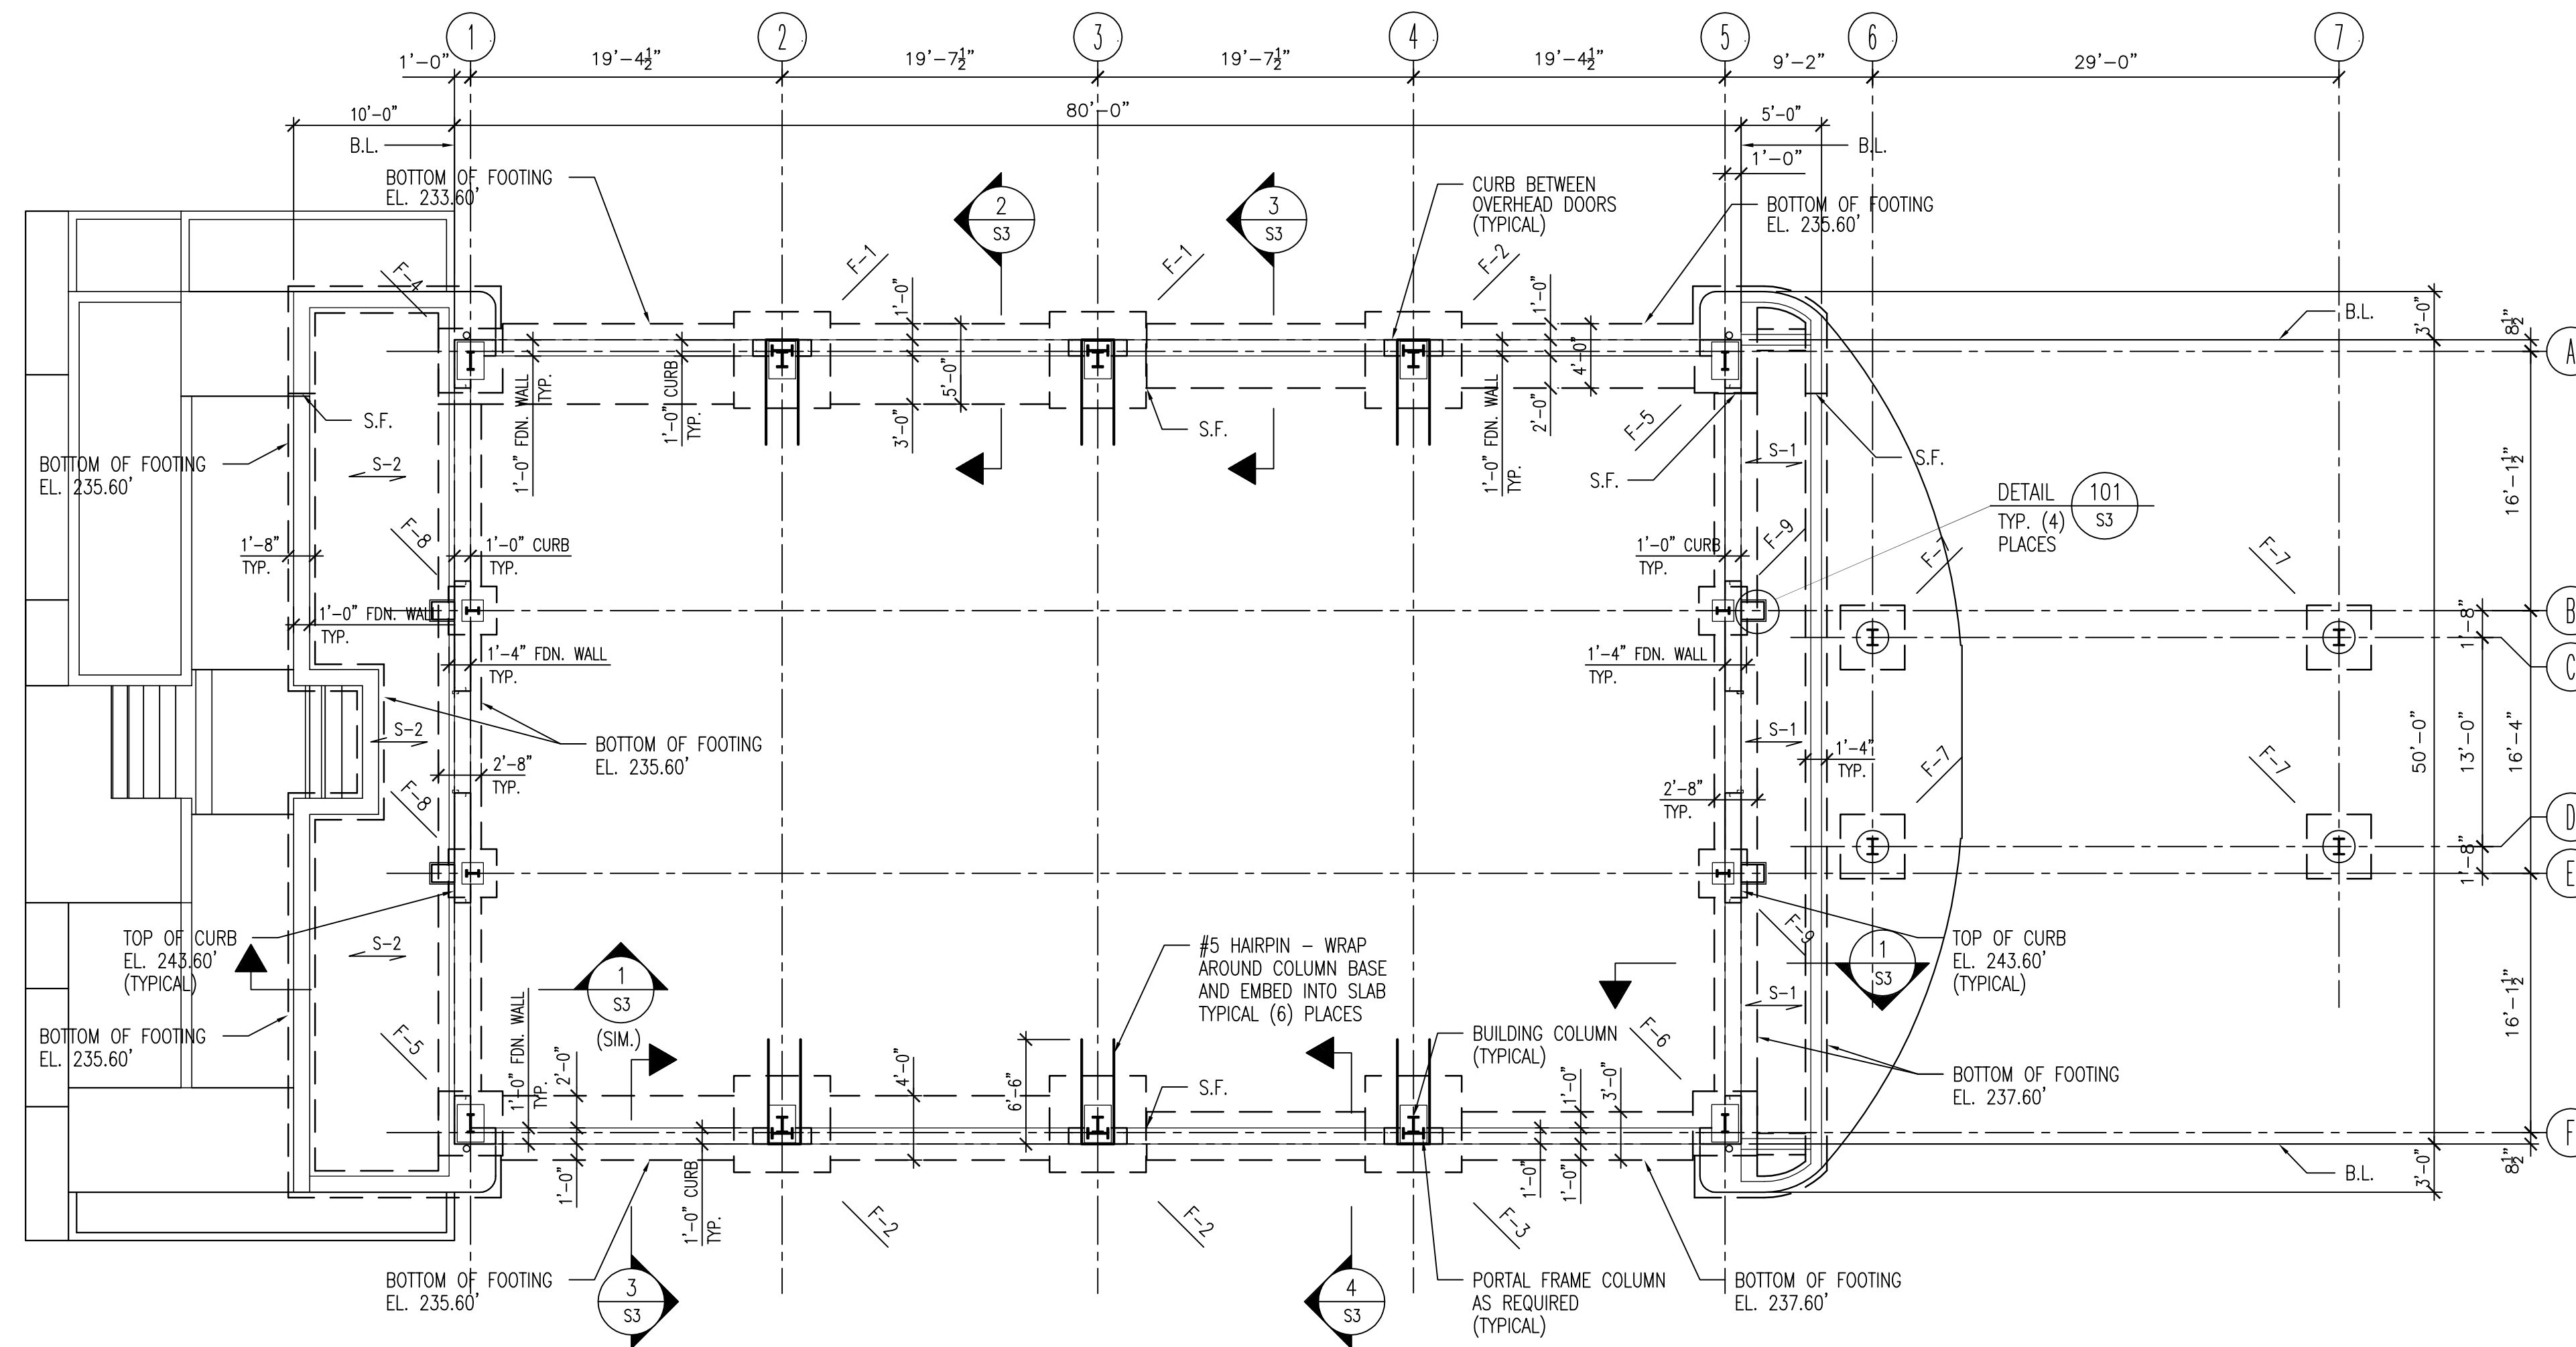 1 2 3 4 5 6 7
1'-0" 19'-4½" 19'-7½" 19'-7½" 19'-4½" 9'-2" 29'-0"
10'-0" 80'-0" 5'-0"
B.L. B.L.
1'-0"
BOTTOM OF FOOTING
EL. 233.60'
2
S3
3
S3
CURB BETWEEN
OVERHEAD DOORS
(TYPICAL)
BOTTOM OF FOOTING
EL. 235.60'
F-4 F-1 F-1 F-2
1'-0" 1'-0"
3'-0" 8½"
B.L.
A
1'-0" FDN. WALL
TYP.
1'-0" CURB
TYP.
3'-0"
5'-0"
1'-0" FDN. WALL
TYP.
2'-0"
4'-0"
S.F.
S.F.
F-5
S.F.
S.F.
BOTTOM OF FOOTING
EL. 235.60'
S-2
S-1
16'-1½"
DETAIL
TYP. (4)
PLACES
101
S3
F-8
F-9
F-7
F-7
1'-8"
TYP.
1'-0" CURB
TYP.
1'-0" CURB
TYP.
1'-0" FDN. WALL
TYP.
B
1'-8"
1'-4" FDN. WALL
TYP.
1'-4" FDN. WALL
TYP.
C
S-2
BOTTOM OF FOOTING
EL. 235.60'
S-1
1'-4"
TYP.
50'-0" 13'-0" 16'-4"
2'-8"
TYP.
2'-8"
TYP.
F-8
F-7
F-7
D
1'-8"
E
TOP OF CURB
EL. 243.60'
(TYPICAL)
S-2
1
S3
(SIM.)
#5 HAIRPIN – WRAP
AROUND COLUMN BASE
AND EMBED INTO SLAB
TYPICAL (6) PLACES
F-9
1
S3
TOP OF CURB
EL. 243.60'
(TYPICAL)
S-1
16'-1½"
BOTTOM OF FOOTING
EL. 235.60'
F-5
1'-0" FDN. WALL
TYP.
2'-0"
4'-0"
6'-6"
S.F.
BUILDING COLUMN
(TYPICAL)
F-6
1'-0"
3'-0"
BOTTOM OF FOOTING
EL. 237.60'
F
1'-0"
1'-0" CURB
TYP.
1'-0"
1'-0"
3'-0" 8½"
B.L.
F-2 F-2 F-3
BOTTOM OF FOOTING
EL. 235.60'
3
S3
4
S3
PORTAL FRAME COLUMN
AS REQUIRED
(TYPICAL)
BOTTOM OF FOOTING
EL. 237.60'